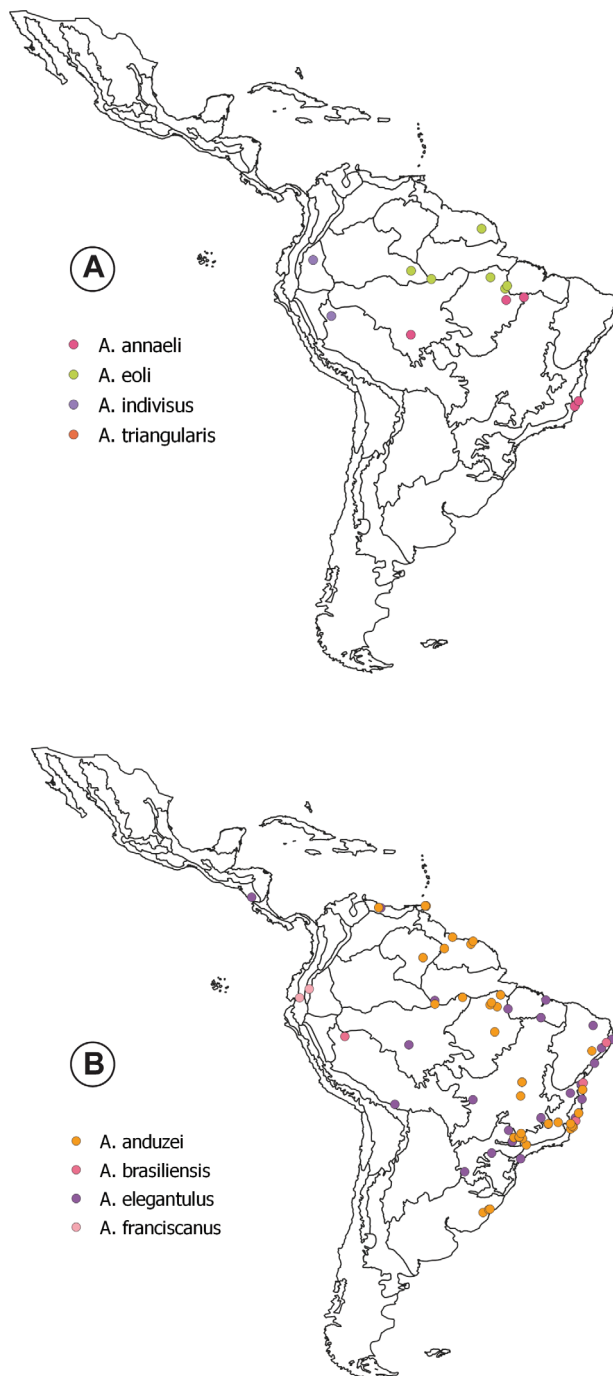 A
A. annaeli
A. eoli
A. indivisus
A. triangularis
B
A. anduzei
A. brasiliensis
A. elegantulus
A. franciscanus